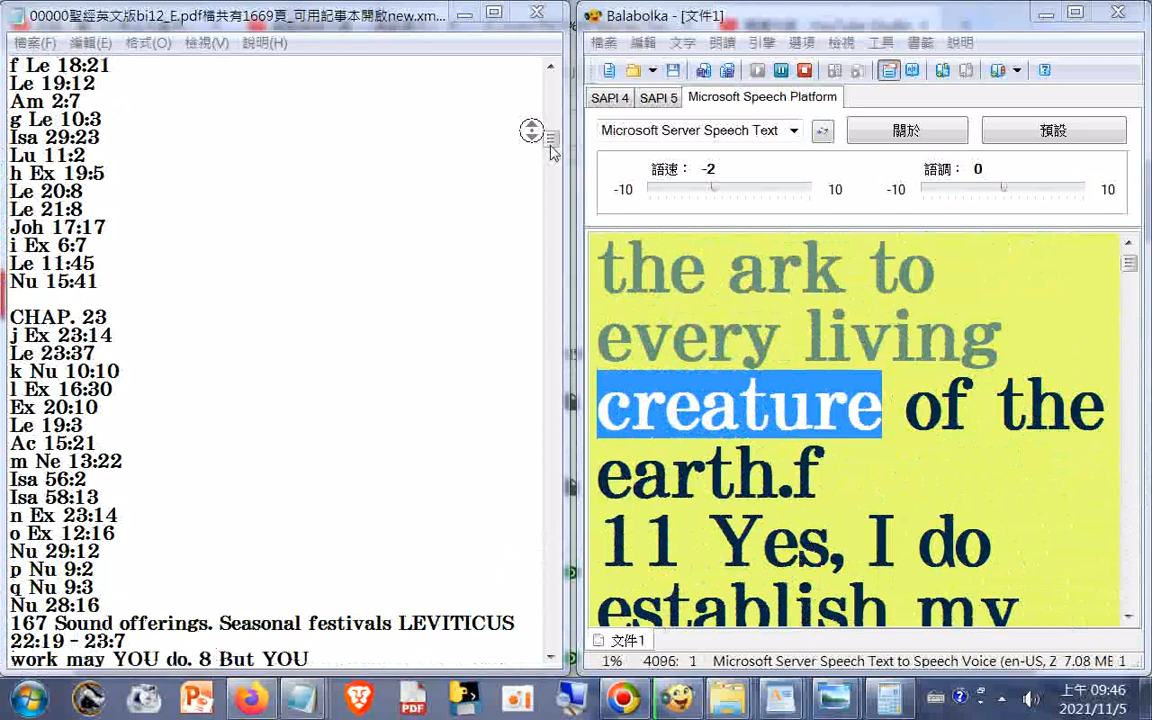 00000聖經英文版bi12_E.pdf檔共有1669頁_可用記事本開啟new.xm...
檔案(F) 編輯(E) 格式(O) 檢視(V) 說明(H)
f Le 18:21
Le 19:12
Am 2:7
g Le 10:3
Isa 29:23
Lu 11:2
h Ex 19:5
Le 20:8
Le 21:8
Joh 17:17
i Ex 6:7
Le 11:45
Nu 15:41
CHAP. 23
j Ex 23:14
Le 23:37
k Nu 10:10
l Ex 16:30
Ex 20:10
Le 19:3
Ac 15:21
m Ne 13:22
Isa 56:2
Isa 58:13
n Ex 23:14
o Ex 12:16
Nu 29:12
p Nu 9:2
q Nu 9:3
Nu 28:16
167 Sound offerings. Seasonal festivals LEVITICUS
22:19 - 23:7
work may YOU do. 8 But YOU
Balabolka - [文件1]
檔案 編輯 文字 朗讀 引擎 選項 檢視 工具 書籤 說明
SAPI 4 SAPI 5 Microsoft Speech Platform
Microsoft Server Speech Text 關於 預設
語速： -2 語調： 0
-10 10 -10 10
the ark to
every living
creature of the
earth.f
11 Yes, I do
establish my
文件1
1% 4096: 1 Microsoft Server Speech Text to Speech Voice (en-US, Z 7.08 MB 1
PDF
上午 09:46
2021/11/5